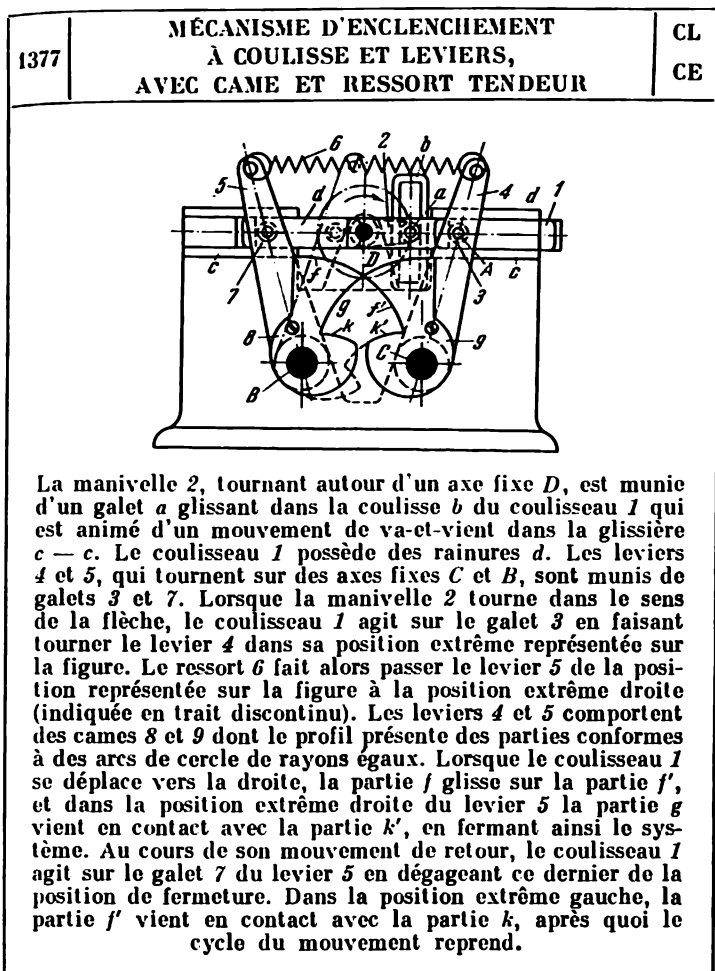 1377
MÉCANISME D'ENCLENCHEMENT
À COULISSE ET LEVIERS,
AVEC CAME ET RESSORT TENDEUR
CL
CE
6 2 b
5 d a 4 d 1
D A
c 7 f 3 c
g f'
8 k k' 9
C
B
La manivelle 2, tournant autour d'un axe fixe D, est munie
d'un galet a glissant dans la coulisse b du coulisseau 1 qui
est animé d'un mouvement de va-et-vient dans la glissière
c — c. Le coulisseau 1 possède des rainures d. Les leviers
4 et 5, qui tournent sur des axes fixes C et B, sont munis de
galets 3 et 7. Lorsque la manivelle 2 tourne dans le sens
de la flèche, le coulisseau 1 agit sur le galet 3 en faisant
tourner le levier 4 dans sa position extrême représentée sur
la figure. Le ressort 6 fait alors passer le levier 5 de la posi-
tion représentée sur la figure à la position extrême droite
(indiquée en trait discontinu). Les leviers 4 et 5 comportent
des cames 8 et 9 dont le profil présente des parties conformes
à des arcs de cercle de rayons égaux. Lorsque le coulisseau 1
se déplace vers la droite, la partie f glisse sur la partie f',
et dans la position extrême droite du levier 5 la partie g
vient en contact avec la partie k', en fermant ainsi le sys-
tème. Au cours de son mouvement de retour, le coulisseau 1
agit sur le galet 7 du levier 5 en dégageant ce dernier de la
position de fermeture. Dans la position extrême gauche, la
partie f' vient en contact avec la partie k, après quoi le
cycle du mouvement reprend.